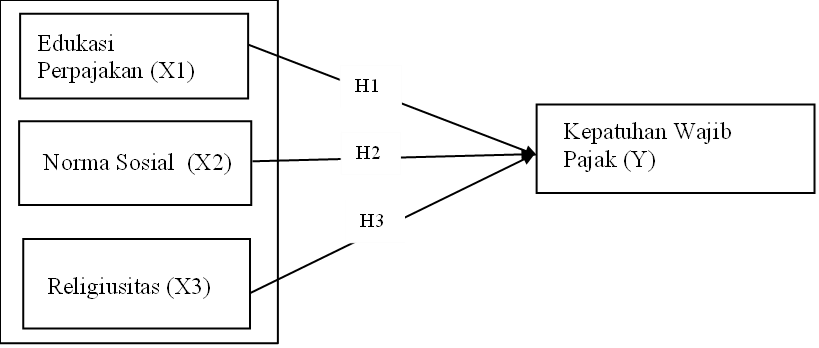 Edukasi
Perpajakan (X1)
H1
Kepatuhan Wajib
Pajak (Y)
Norma Sosial (X2)
H2
H3
Religiusitas (X3)